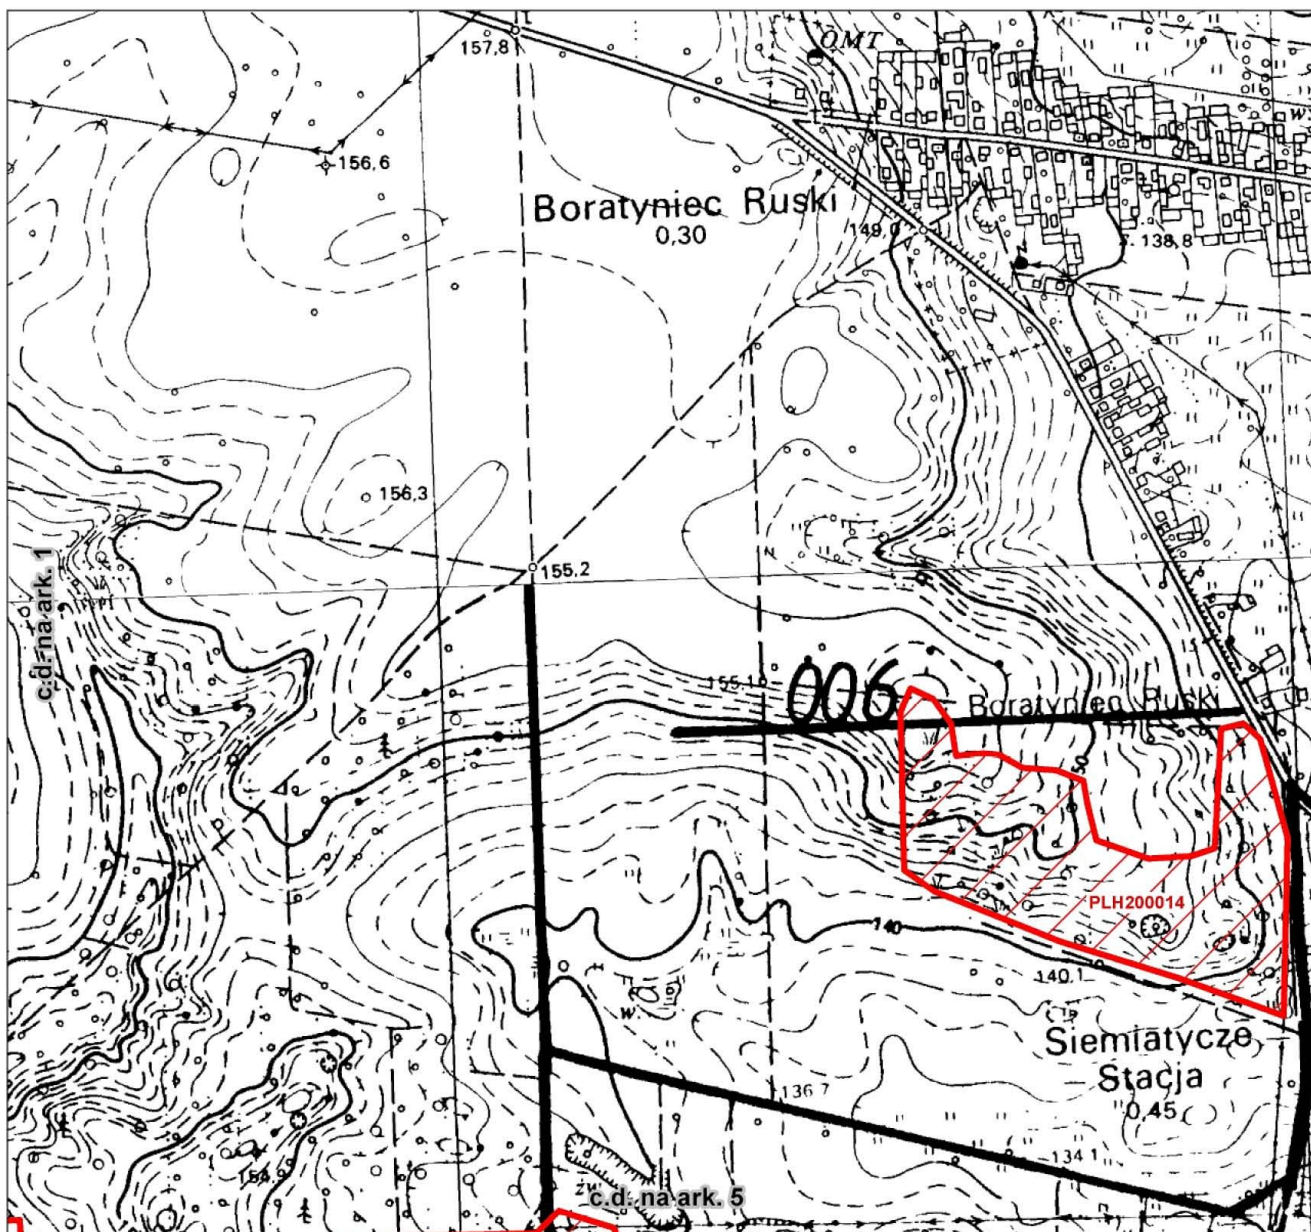 157,8
OMT
w.
156,6
Boratyniec Ruski
0,30
149,0
s. 138,8
156,3
c.d. na ark. 1
155,2
155,1
006
Boratyniec Ruski
50
PLH200014
140
140.1
w.
Siemiatycze
Stacja
0,45
136.7
134.1
żw.
c.d. na ark. 5